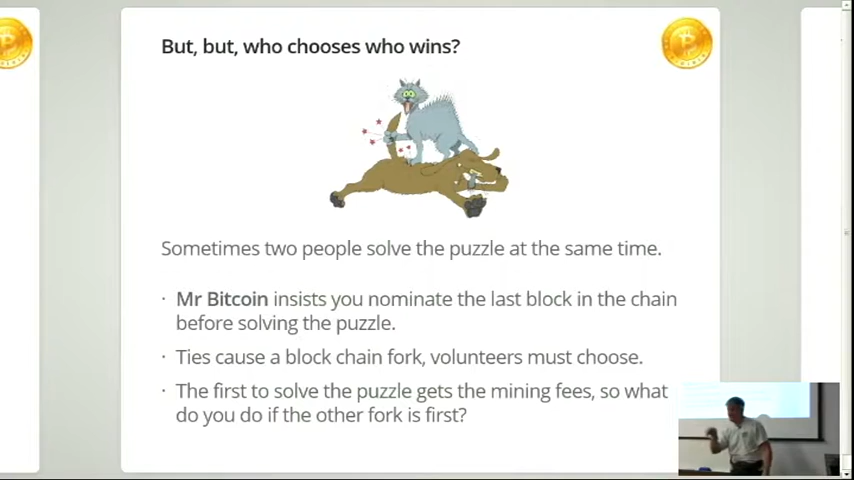 But, but, who chooses who wins?
Sometimes two people solve the puzzle at the same time.
· Mr Bitcoin insists you nominate the last block in the chain
before solving the puzzle.
· Ties cause a block chain fork, volunteers must choose.
· The first to solve the puzzle gets the mining fees, so what
do you do if the other fork is first?